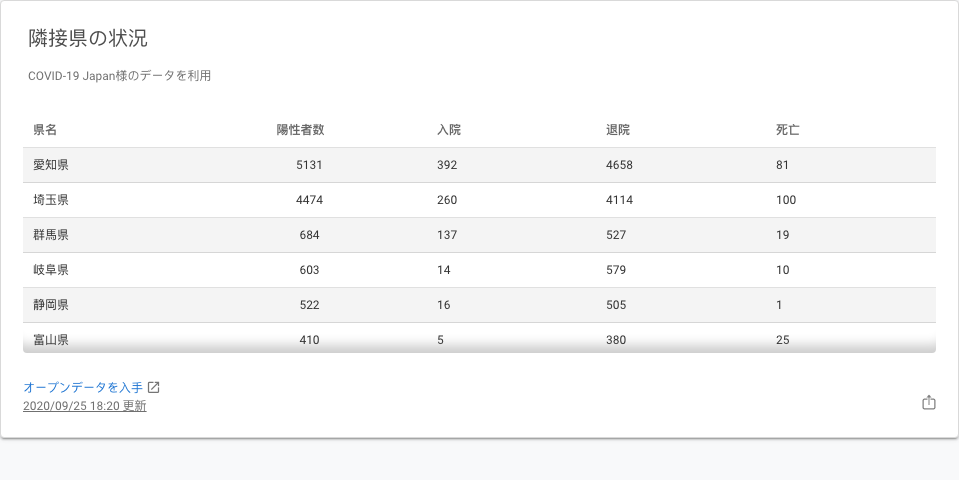 隣接県の状況
COVID-19 Japan様のデータを利用
県名 陽性者数 入院 退院 死亡
愛知県 5131 392 4658 81
埼玉県 4474 260 4114 100
群馬県 684 137 527 19
岐阜県 603 14 579 10
静岡県 522 16 505 1
富山県 410 5 380 25
オープンデータを入手
2020/09/25 18:20 更新